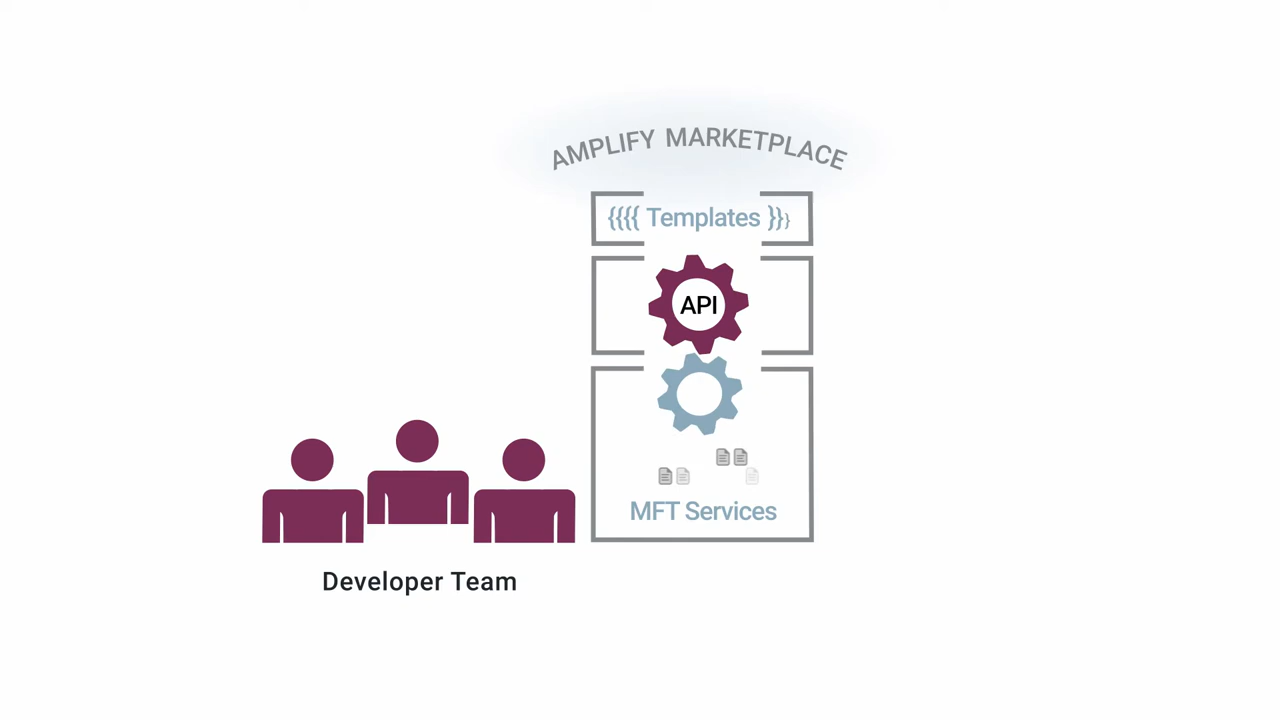 AMPLIFY MARKETPLACE
{{{{ Templates }}}
API
MFT Services
Developer Team